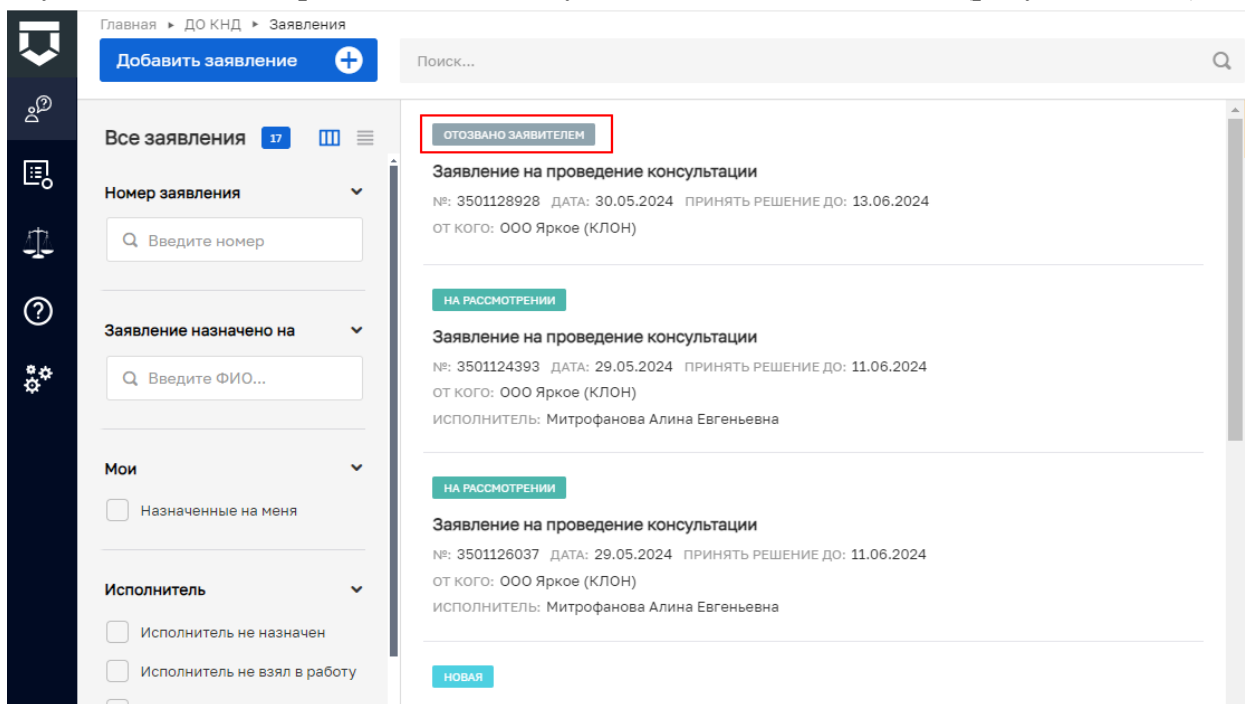 Главная ▸ ДО КНД ▸ Заявления
Добавить заявление
Поиск...
Все заявления 17
Номер заявления
Введите номер
Заявление назначено на
Введите ФИО...
Мои
Назначенные на меня
Исполнитель
Исполнитель не назначен
Исполнитель не взял в работу
ОТОЗВАНО ЗАЯВИТЕЛЕМ
Заявление на проведение консультации
№: 3501128928 ДАТА: 30.05.2024 ПРИНЯТЬ РЕШЕНИЕ ДО: 13.06.2024
ОТ КОГО: ООО Яркое (КЛОН)
НА РАССМОТРЕНИИ
Заявление на проведение консультации
№: 3501124393 ДАТА: 29.05.2024 ПРИНЯТЬ РЕШЕНИЕ ДО: 11.06.2024
ОТ КОГО: ООО Яркое (КЛОН)
ИСПОЛНИТЕЛЬ: Митрофанова Алина Евгеньевна
НА РАССМОТРЕНИИ
Заявление на проведение консультации
№: 3501126037 ДАТА: 29.05.2024 ПРИНЯТЬ РЕШЕНИЕ ДО: 11.06.2024
ОТ КОГО: ООО Яркое (КЛОН)
ИСПОЛНИТЕЛЬ: Митрофанова Алина Евгеньевна
НОВАЯ